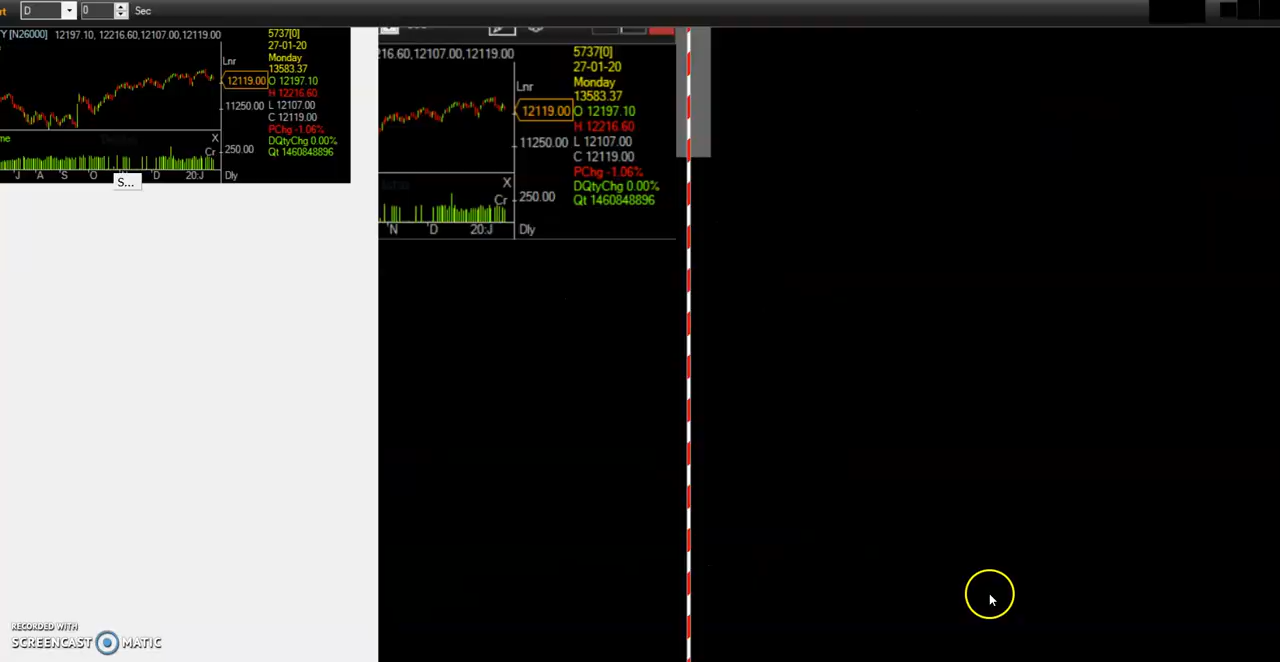 D 0 Sec
Y [N26000] 12197.10, 12216.60,12107.00,12119.00
Lnr
12119.00
11250.00
X
Cr
250.00
'J 'A 'S 'O 'D 20:J Dly
5737[0]
27-01-20
Monday
13583.37
O 12197.10
H 12216.60
L 12107.00
C 12119.00
PChg -1.06%
DQtyChg 0.00%
Qt 1460848896
S...
216.60,12107.00,12119.00
Lnr
12119.00
11250.00
X
Cr
250.00
'N 'D 20:J Dly
5737[0]
27-01-20
Monday
13583.37
O 12197.10
H 12216.60
L 12107.00
C 12119.00
PChg -1.06%
DQtyChg 0.00%
Qt 1460848896
RECORDED WITH
SCREENCAST MATIC